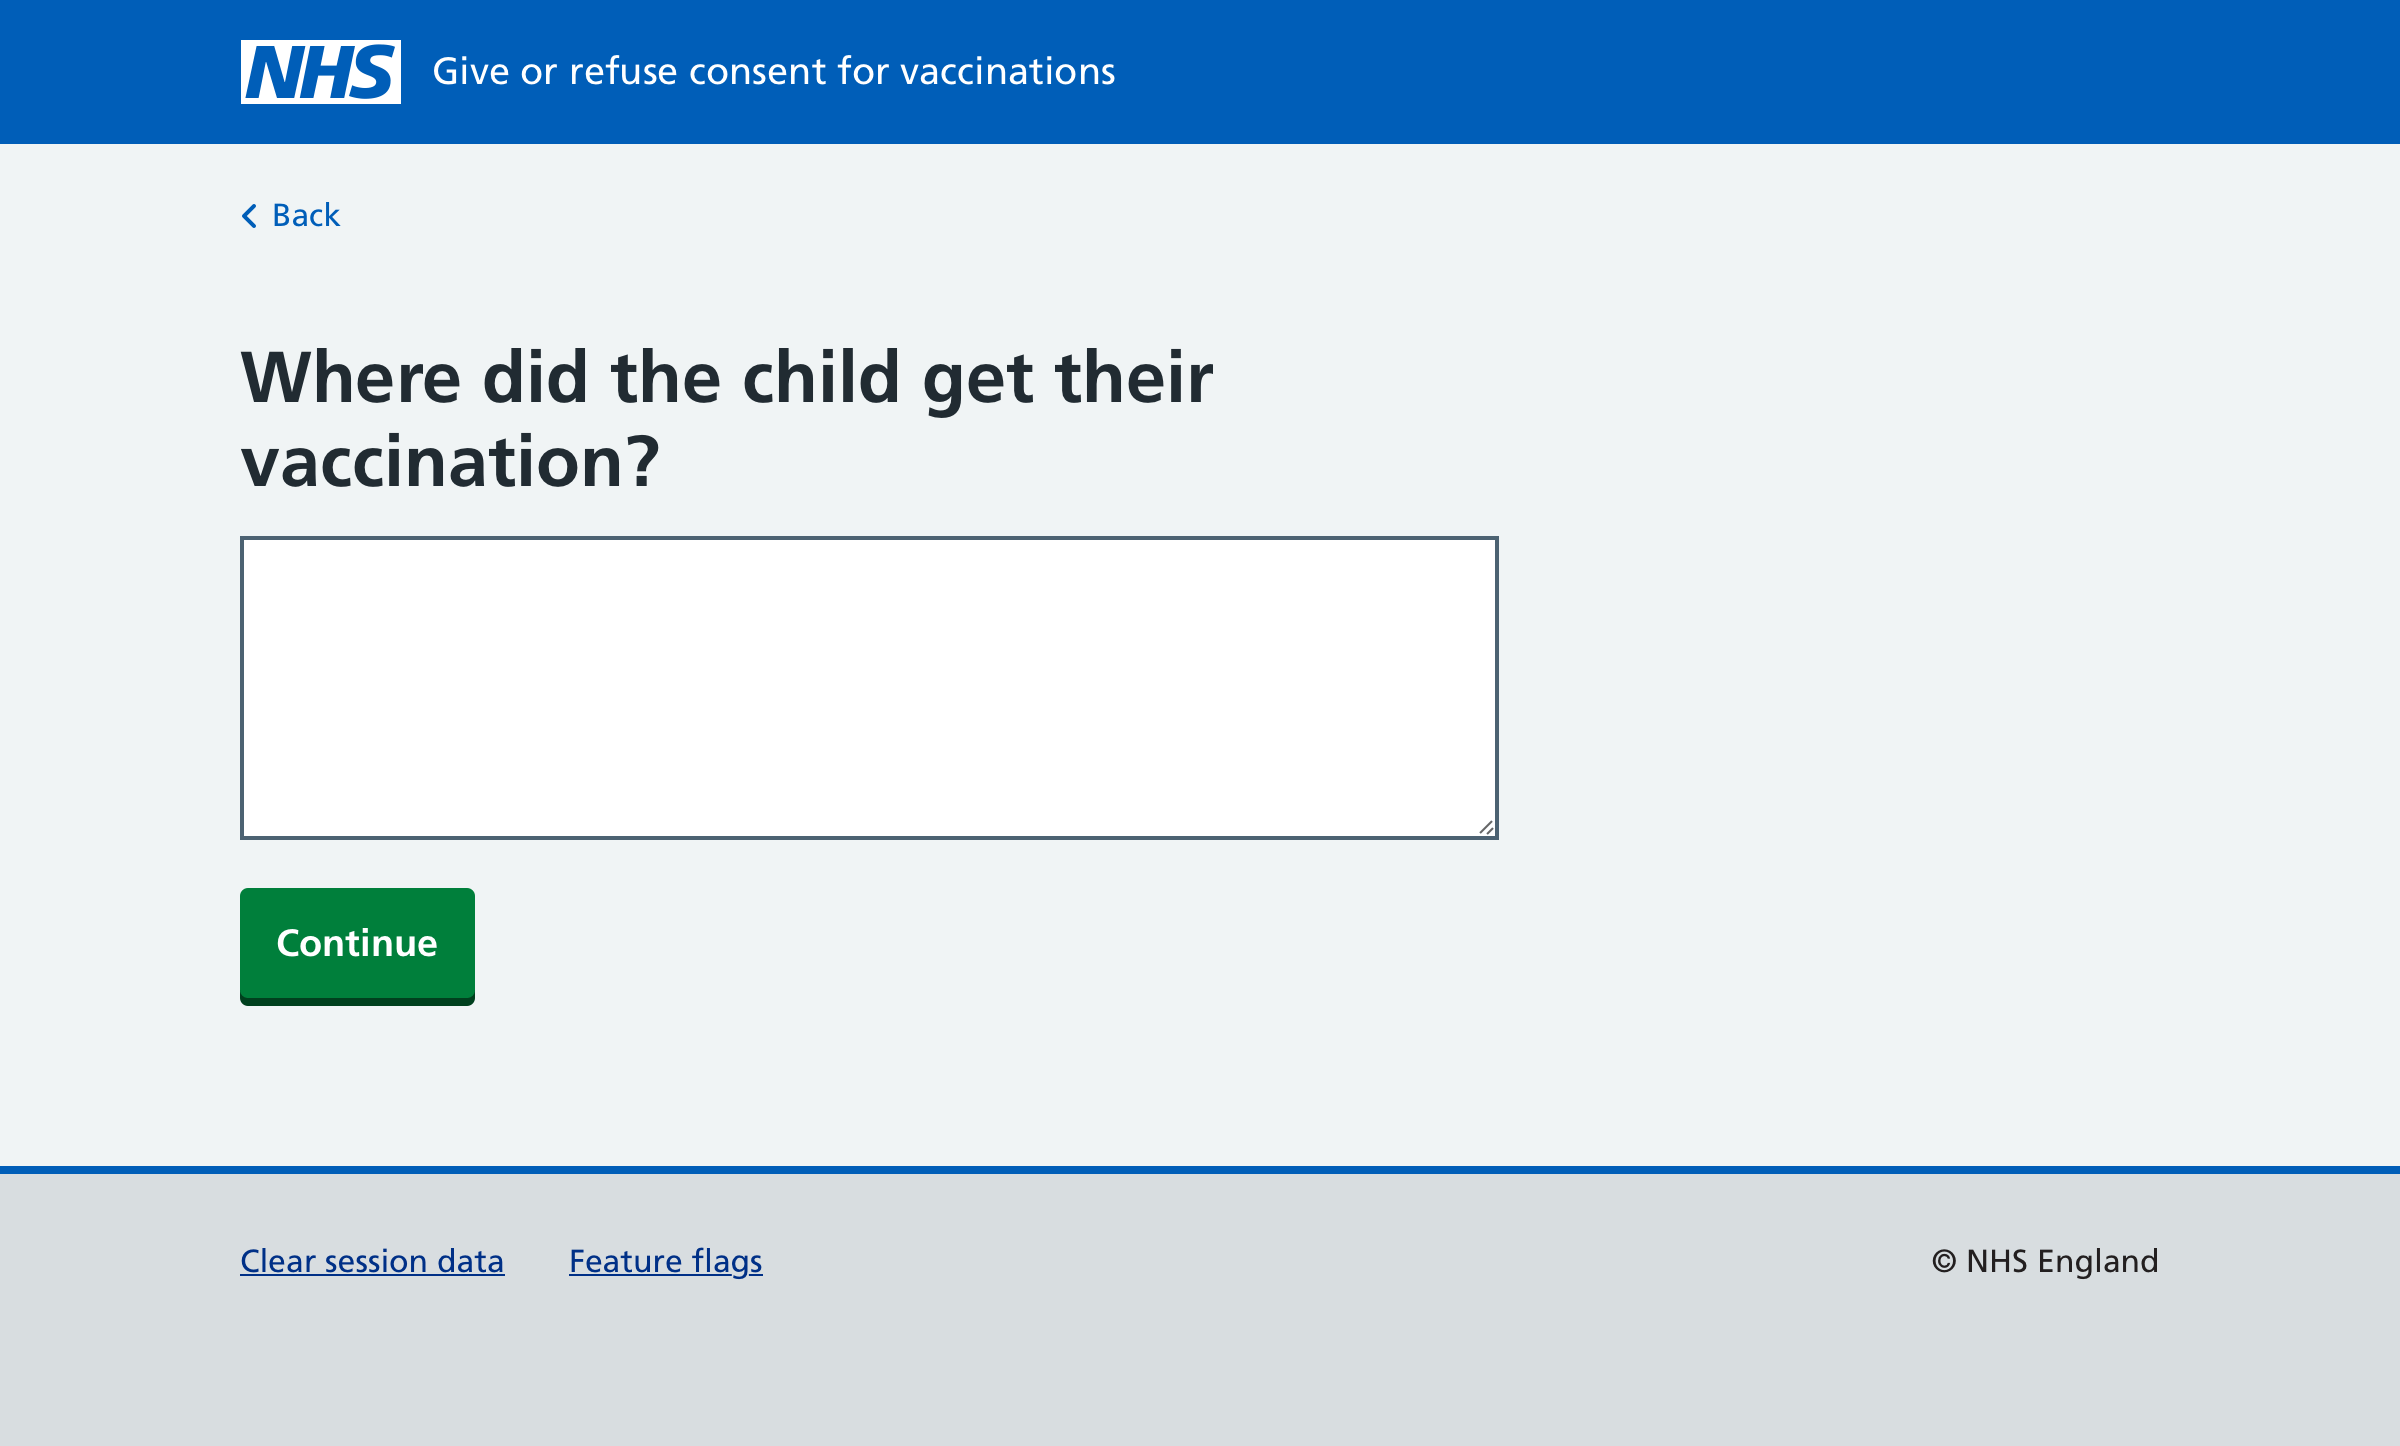 NHS Give or refuse consent for vaccinations
Back
Where did the child get their
vaccination?
Continue
Clear session data Feature flags © NHS England